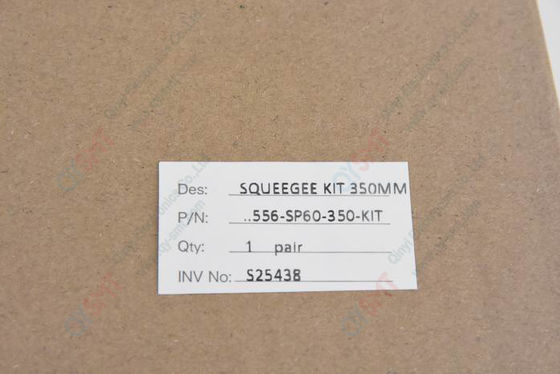 Des: SQUEEGEE KIT 350MM
P/N: ..556-SP60-350-KIT
Qty: 1 pair
INV No: S25438